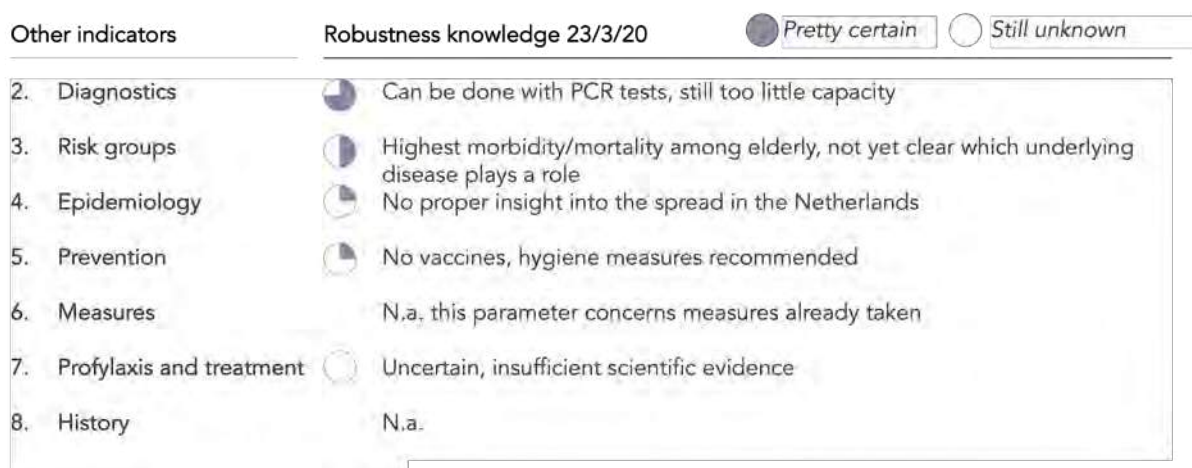 Other indicators Robustness knowledge 23/3/20 Pretty certain Still unknown
2. Diagnostics Can be done with PCR tests, still too little capacity
3. Risk groups Highest morbidity/mortality among elderly, not yet clear which underlying
disease plays a role
4. Epidemiology No proper insight into the spread in the Netherlands
5. Prevention No vaccines, hygiene measures recommended
6. Measures N.a. this parameter concerns measures already taken
7. Profylaxis and treatment Uncertain, insufficient scientific evidence
8. History N.a.